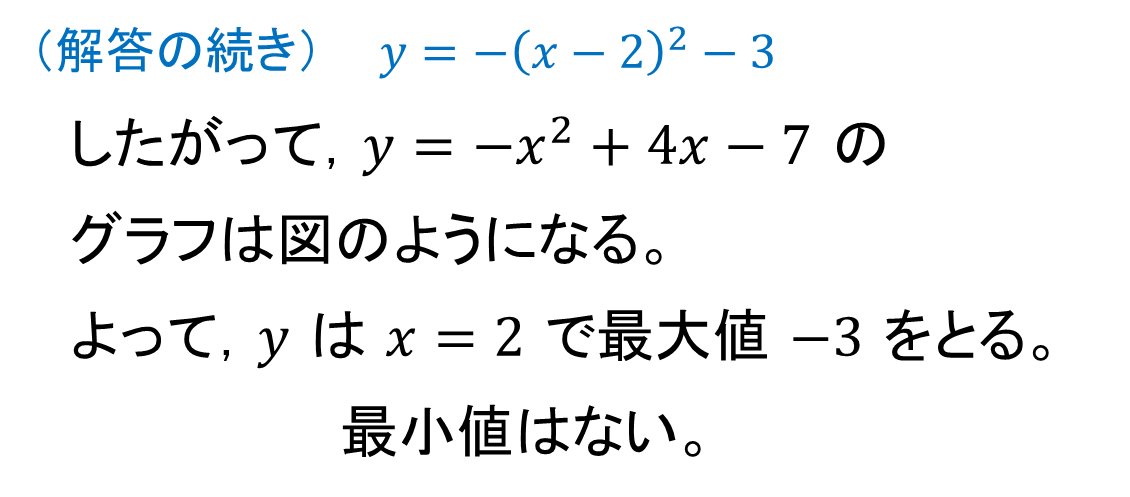 （解答の続き） y = −(x − 2)² − 3
したがって, y = −x² + 4x − 7 の
グラフは図のようになる。
よって, y は x = 2 で最大値 −3 をとる。
最小値はない。